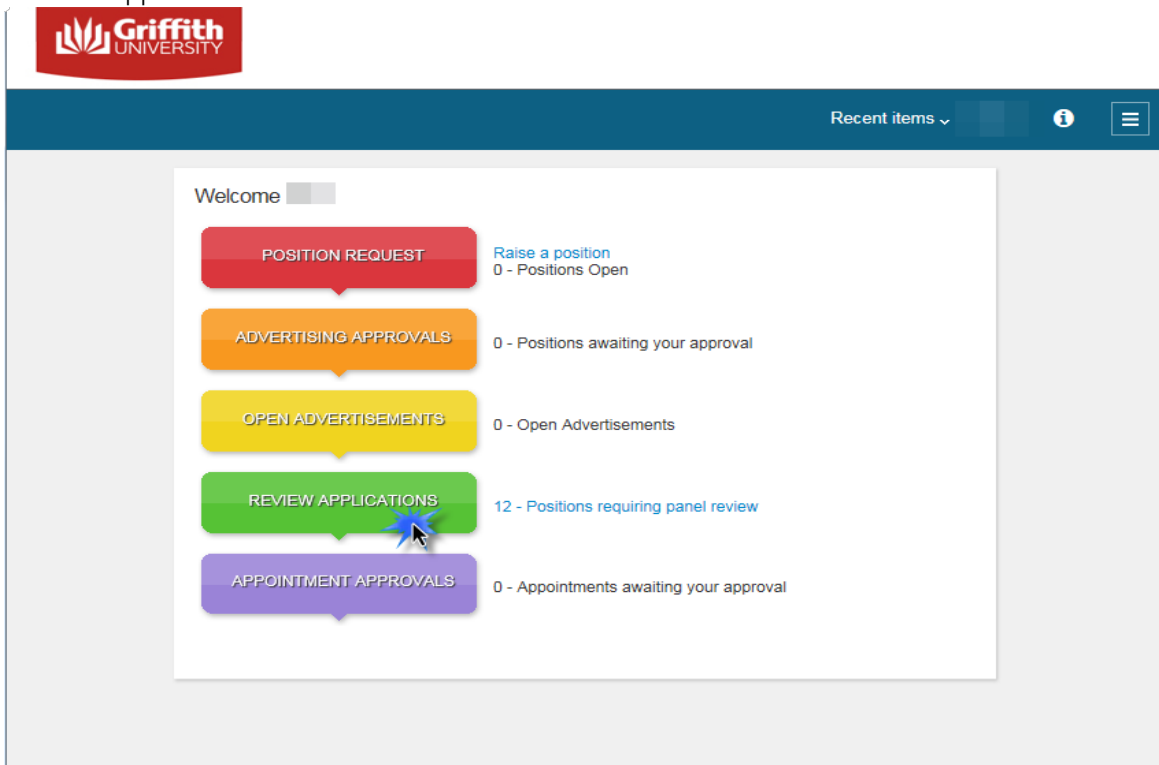 Griffith
UNIVERSITY
Recent items
Welcome
POSITION REQUEST
Raise a position
0 - Positions Open
ADVERTISING APPROVALS
0 - Positions awaiting your approval
OPEN ADVERTISEMENTS
0 - Open Advertisements
REVIEW APPLICATIONS
12 - Positions requiring panel review
APPOINTMENT APPROVALS
0 - Appointments awaiting your approval